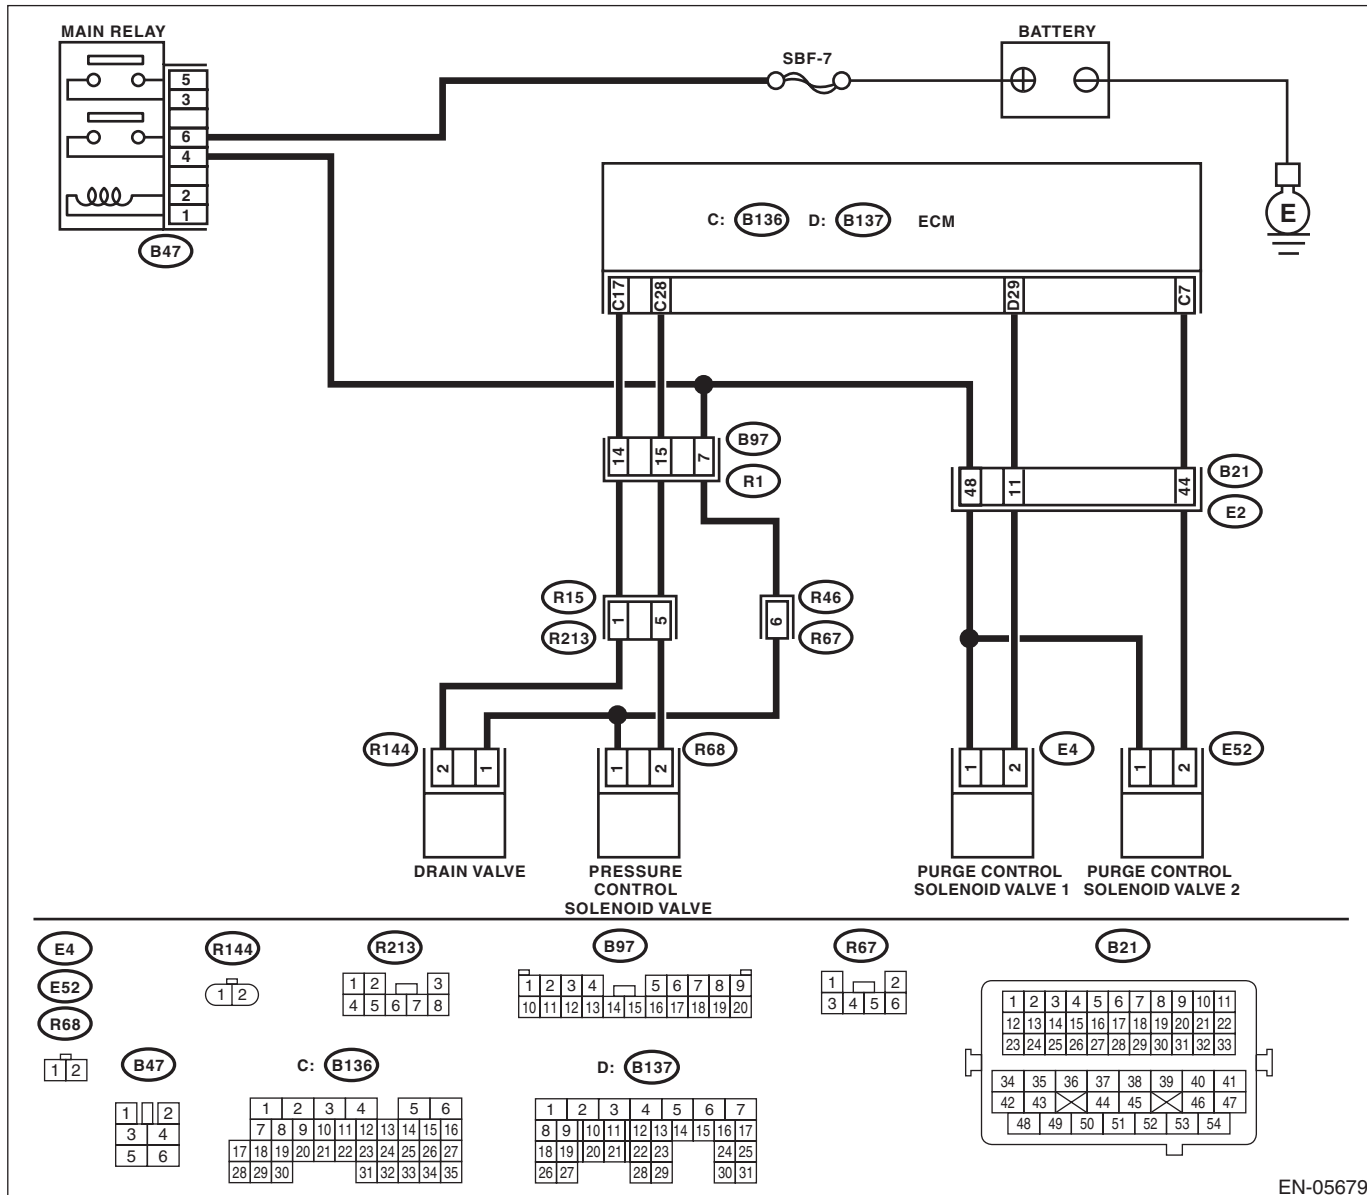 MAIN RELAY
BATTERY
SBF-7
5
3
6
4
2
1
B47
E
C: B136 D: B137 ECM
C17 C28 D29 C7
14 15 7
B97
R1
48 11 44
B21
E2
R15
R213
1 5
6
R46
R67
R144
2 1
1 2
R68
1 2
E4
1 2
E52
DRAIN VALVE
PRESSURE
CONTROL
SOLENOID VALVE
PURGE CONTROL
SOLENOID VALVE 1
PURGE CONTROL
SOLENOID VALVE 2
E4
E52
R68
1 2
R144
1 2
R213
1 2 3
4 5 6 7 8
B97
1 2 3 4 5 6 7 8 9
10 11 12 13 14 15 16 17 18 19 20
R67
1 2
3 4 5 6
B21
1 2 3 4 5 6 7 8 9 10 11
12 13 14 15 16 17 18 19 20 21 22
23 24 25 26 27 28 29 30 31 32 33
34 35 36 37 38 39 40 41
42 43 44 45 46 47
48 49 50 51 52 53 54
B47
1 2
3 4
5 6
C: B136
1 2 3 4 5 6
7 8 9 10 11 12 13 14 15 16
17 18 19 20 21 22 23 24 25 26 27
28 29 30 31 32 33 34 35
D: B137
1 2 3 4 5 6 7
8 9 10 11 12 13 14 15 16 17
18 19 20 21 22 23 24 25
26 27 28 29 30 31
EN-05679